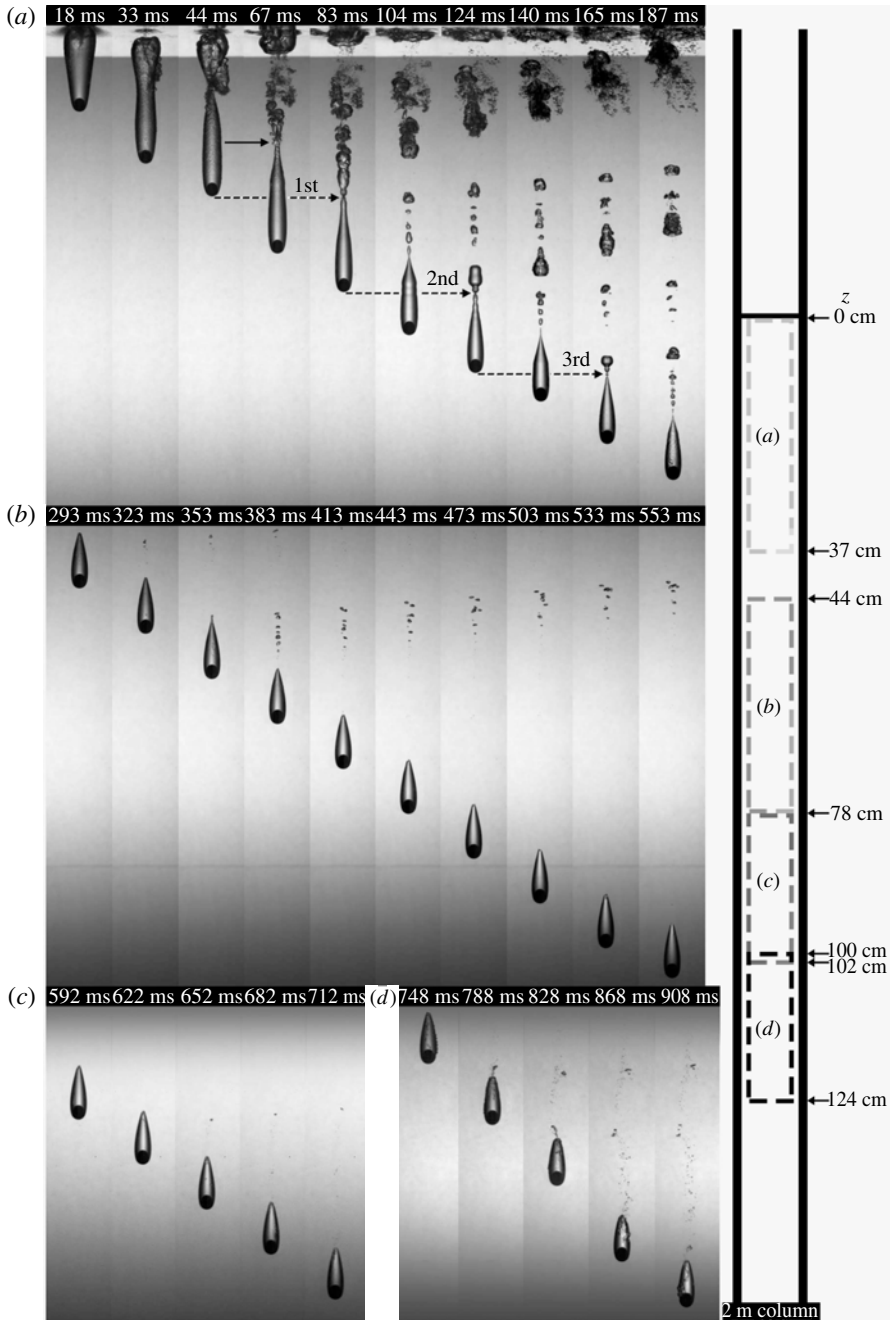 (a)
18 ms 33 ms 44 ms 67 ms 83 ms 104 ms 124 ms 140 ms 165 ms 187 ms
1st
2nd
3rd
(b)
293 ms 323 ms 353 ms 383 ms 413 ms 443 ms 473 ms 503 ms 533 ms 553 ms
(c)
592 ms 622 ms 652 ms 682 ms 712 ms
(d)
748 ms 788 ms 828 ms 868 ms 908 ms
z
0 cm
(a)
37 cm
44 cm
(b)
78 cm
(c)
100 cm
102 cm
(d)
124 cm
2 m column